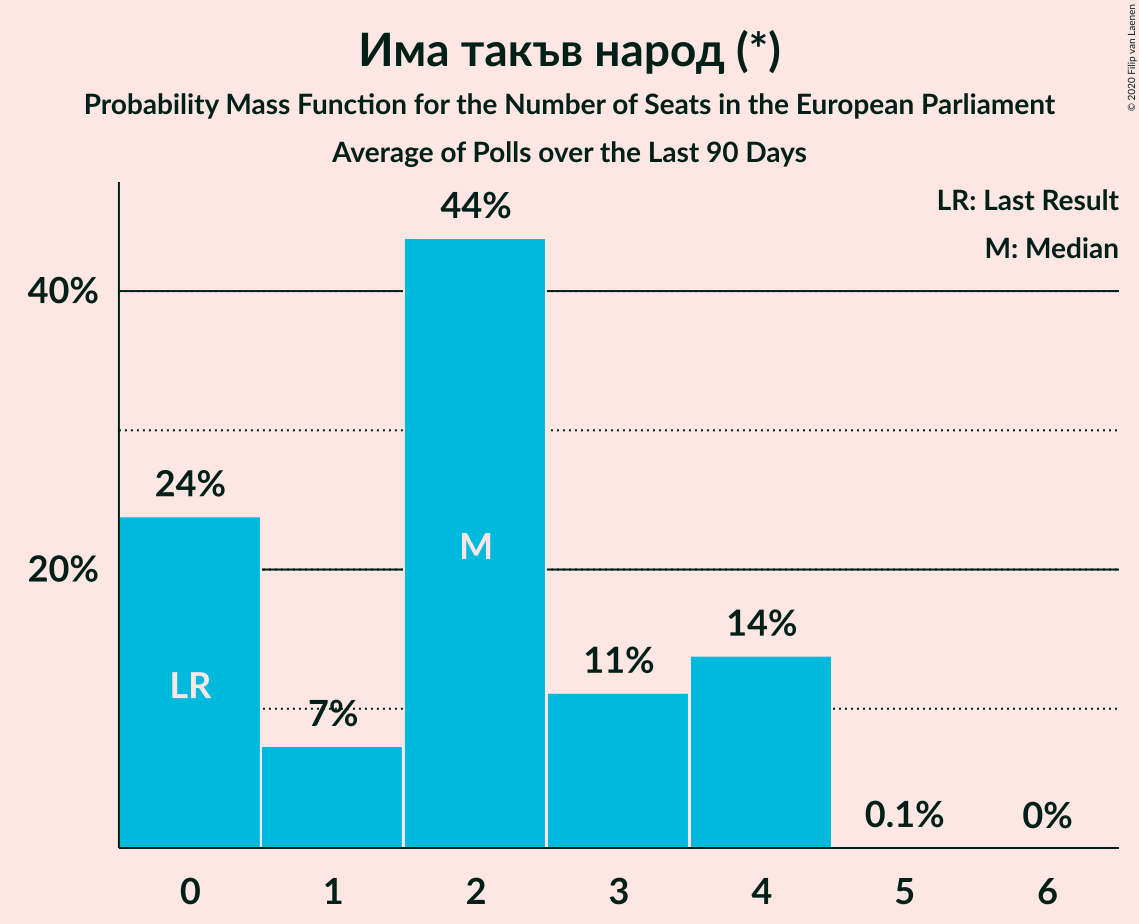 Има такъв народ (*)
Probability Mass Function for the Number of Seats in the European Parliament
Average of Polls over the Last 90 Days
© 2020 Filip van Laenen
LR: Last Result
M: Median
44%
40%
24%
20%
M
14%
11%
LR
7%
0.1%
0%
0 1 2 3 4 5 6